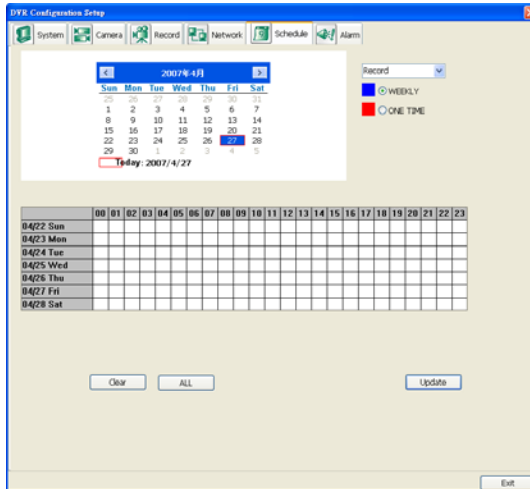 DVR Configuration Setup
System Camera Record Network Schedule Alarm
2007年4月
Record
Sun Mon Tue Wed Thu Fri Sat
25 26 27 28 29 30 31
WEEKLY
1 2 3 4 5 6 7
ONE TIME
8 9 10 11 12 13 14
15 16 17 18 19 20 21
22 23 24 25 26 27 28
29 30 1 2 3 4 5
Today: 2007/4/27
00 01 02 03 04 05 06 07 08 09 10 11 12 13 14 15 16 17 18 19 20 21 22 23
04/22 Sun
04/23 Mon
04/24 Tue
04/25 Wed
04/26 Thu
04/27 Fri
04/28 Sat
Clear ALL Update
Exit